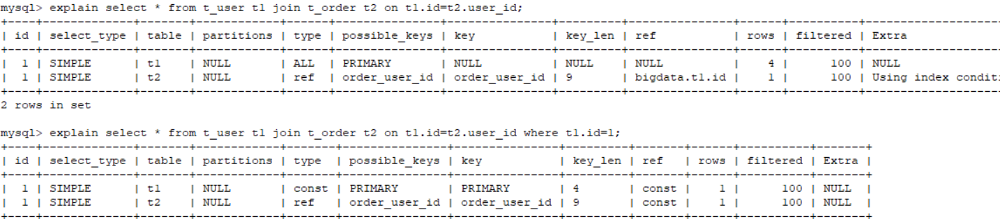 mysql> explain select * from t_user t1 join t_order t2 on t1.id=t2.user_id;
+----+-------------+-------+------------+------+---------------+---------------+---------+---------------+------+----------+--------------------
| id | select_type | table | partitions | type | possible_keys | key           | key_len | ref           | rows | filtered | Extra
+----+-------------+-------+------------+------+---------------+---------------+---------+---------------+------+----------+--------------------
|  1 | SIMPLE      | t1    | NULL       | ALL  | PRIMARY       | NULL          | NULL    | NULL          |    4 |      100 | NULL
|  1 | SIMPLE      | t2    | NULL       | ref  | order_user_id | order_user_id | 9       | bigdata.t1.id |    1 |      100 | Using index conditi
+----+-------------+-------+------------+------+---------------+---------------+---------+---------------+------+----------+--------------------
2 rows in set
mysql> explain select * from t_user t1 join t_order t2 on t1.id=t2.user_id where t1.id=1;
+----+-------------+-------+------------+-------+---------------+---------------+---------+-------+------+----------+-------+
| id | select_type | table | partitions | type  | possible_keys | key           | key_len | ref   | rows | filtered | Extra |
+----+-------------+-------+------------+-------+---------------+---------------+---------+-------+------+----------+-------+
|  1 | SIMPLE      | t1    | NULL       | const | PRIMARY       | PRIMARY       | 4       | const |    1 |      100 | NULL  |
|  1 | SIMPLE      | t2    | NULL       | ref   | order_user_id | order_user_id | 9       | const |    1 |      100 | NULL  |
+----+-------------+-------+------------+-------+---------------+---------------+---------+-------+------+----------+-------+